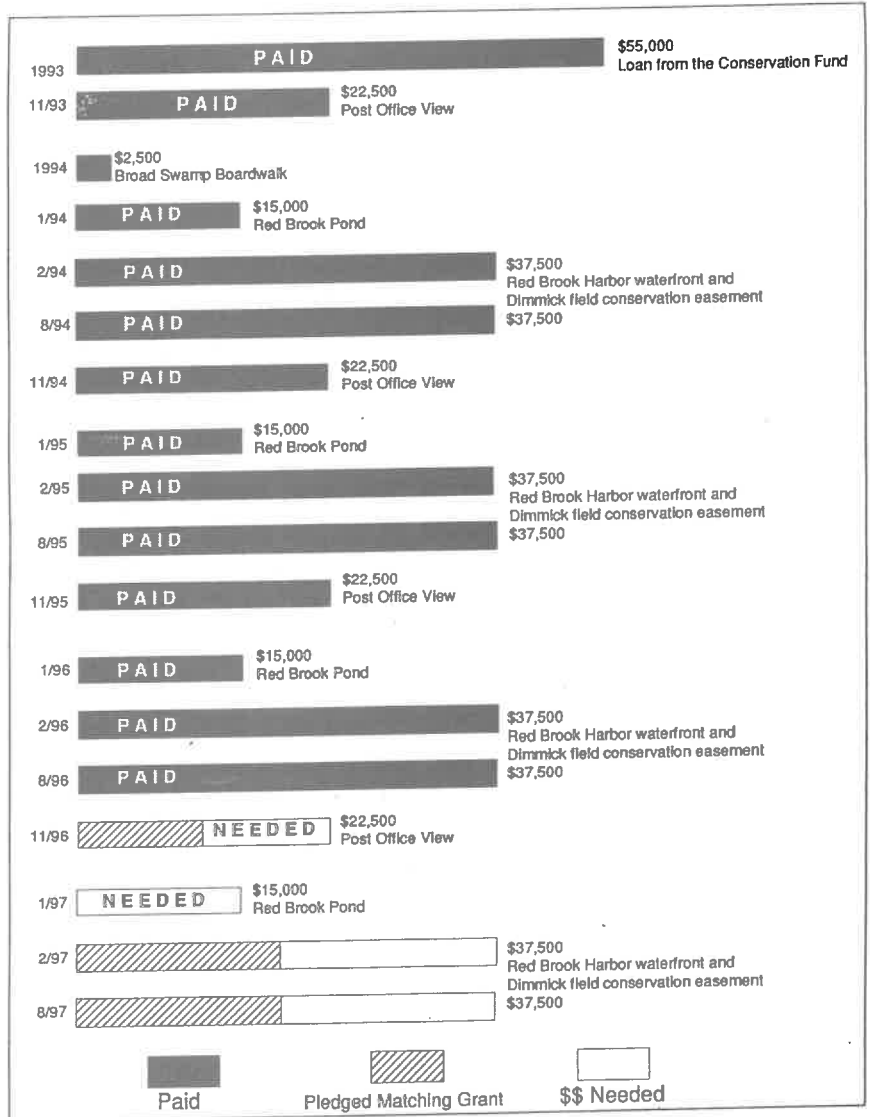 1993 PAID $55,000
Loan from the Conservation Fund
11/93 PAID $22,500
Post Office View
1994 $2,500
Broad Swamp Boardwalk
1/94 PAID $15,000
Red Brook Pond
2/94 PAID $37,500
Red Brook Harbor waterfront and
Dimmick field conservation easement
8/94 PAID $37,500
11/94 PAID $22,500
Post Office View
1/95 PAID $15,000
Red Brook Pond
2/95 PAID $37,500
Red Brook Harbor waterfront and
Dimmick field conservation easement
8/95 PAID $37,500
11/95 PAID $22,500
Post Office View
1/96 PAID $15,000
Red Brook Pond
2/96 PAID $37,500
Red Brook Harbor waterfront and
Dimmick field conservation easement
8/96 PAID $37,500
11/96 NEEDED $22,500
Post Office View
1/97 NEEDED $15,000
Red Brook Pond
2/97 $37,500
Red Brook Harbor waterfront and
Dimmick field conservation easement
8/97 $37,500
Paid
Pledged Matching Grant
$$ Needed